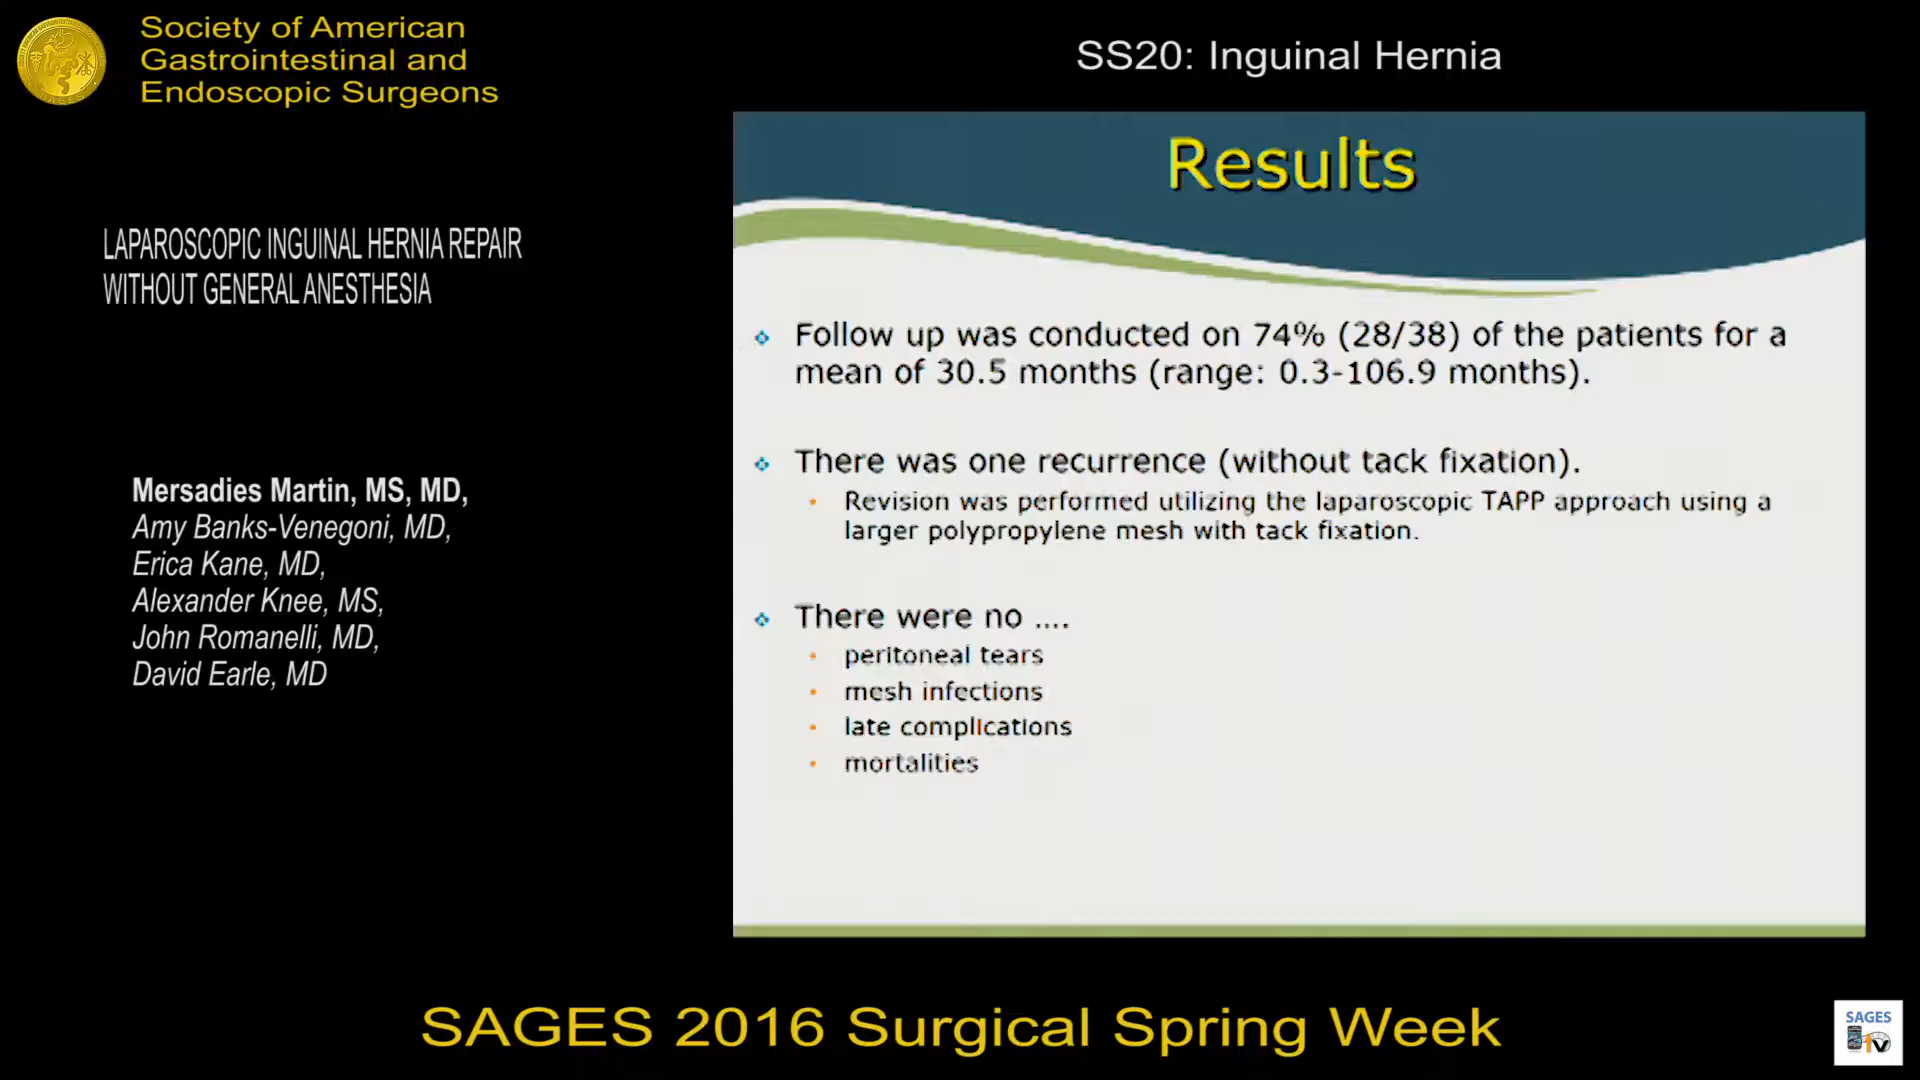 Society of American
Gastrointestinal and
Endoscopic Surgeons
SS20: Inguinal Hernia
LAPAROSCOPIC INGUINAL HERNIA REPAIR
WITHOUT GENERAL ANESTHESIA
Mersadies Martin, MS, MD,
Amy Banks-Venegoni, MD,
Erica Kane, MD,
Alexander Knee, MS,
John Romanelli, MD,
David Earle, MD
Results
Follow up was conducted on 74% (28/38) of the patients for a
mean of 30.5 months (range: 0.3-106.9 months).
There was one recurrence (without tack fixation).
Revision was performed utilizing the laparoscopic TAPP approach using a
larger polypropylene mesh with tack fixation.
There were no ....
peritoneal tears
mesh infections
late complications
mortalities
SAGES 2016 Surgical Spring Week
SAGES
TV